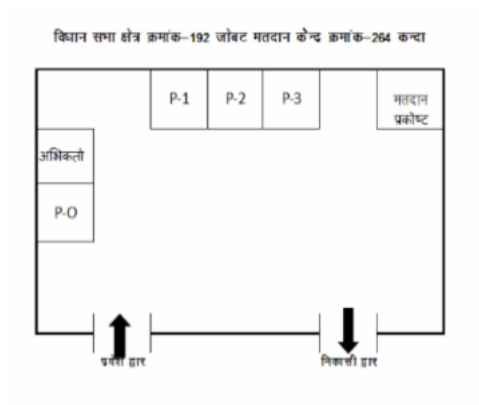 विधान सभा क्षेत्र क्रमांक–192 जोबट मतदान केन्द्र क्रमांक–264 कन्दा
P-1 P-2 P-3 मतदान
प्रकोष्ट
अभिकर्ता
P-O
प्रवेश द्वार निकासी द्वार